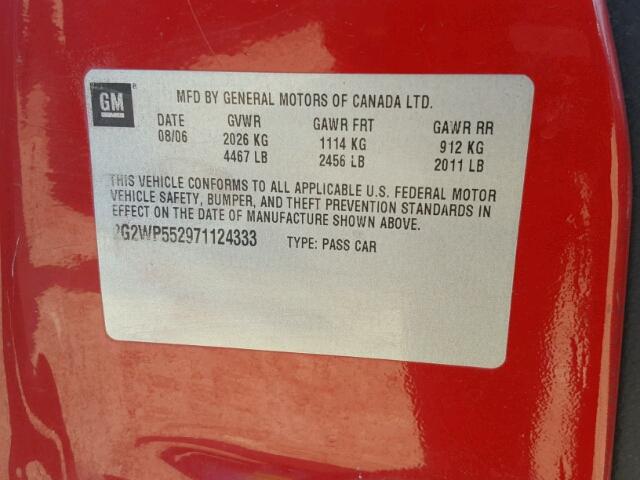 GM
MFD BY GENERAL MOTORS OF CANADA LTD.
DATE GVWR GAWR FRT GAWR RR
08/06 2026 KG 1114 KG 912 KG
4467 LB 2456 LB 2011 LB
THIS VEHICLE CONFORMS TO ALL APPLICABLE U.S. FEDERAL MOTOR
VEHICLE SAFETY, BUMPER, AND THEFT PREVENTION STANDARDS IN
EFFECT ON THE DATE OF MANUFACTURE SHOWN ABOVE.
2G2WP552971124333 TYPE: PASS CAR